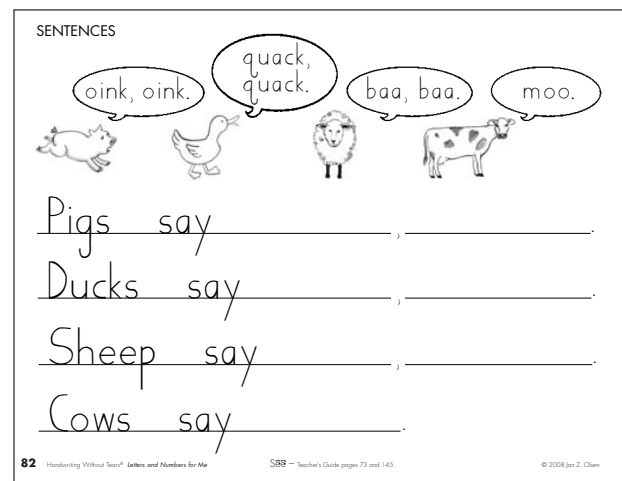 SENTENCES
quack,
quack.
oink, oink.
baa, baa.
moo.
Pigs say , .
Ducks say , .
Sheep say , .
Cows say .
82 Handwriting Without Tears® Letters and Numbers for Me
Teacher's Guide pages 73 and 145.
© 2008 Jan Z. Olsen